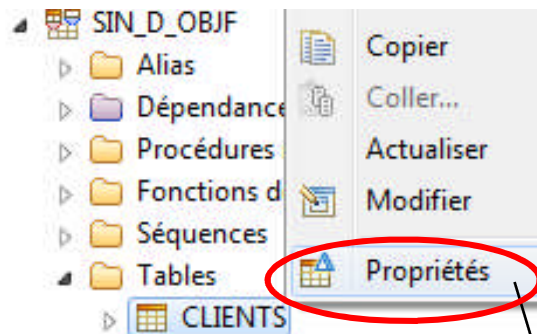 SIN_D_OBJF
Alias
Dépendance
Procédures
Fonctions d
Séquences
Tables
CLIENTS
Copier
Coller...
Actualiser
Modifier
Propriétés